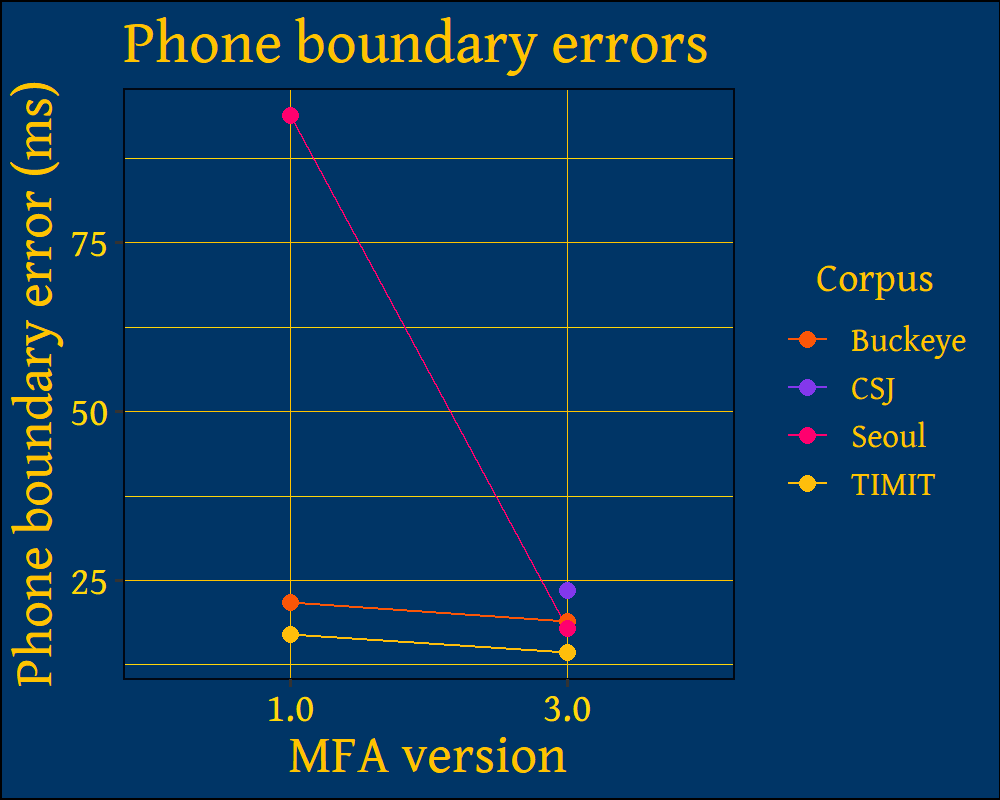 Phone boundary errors
Phone boundary error (ms)
75
50
25
1.0
3.0
MFA version
Corpus
Buckeye
CSJ
Seoul
TIMIT